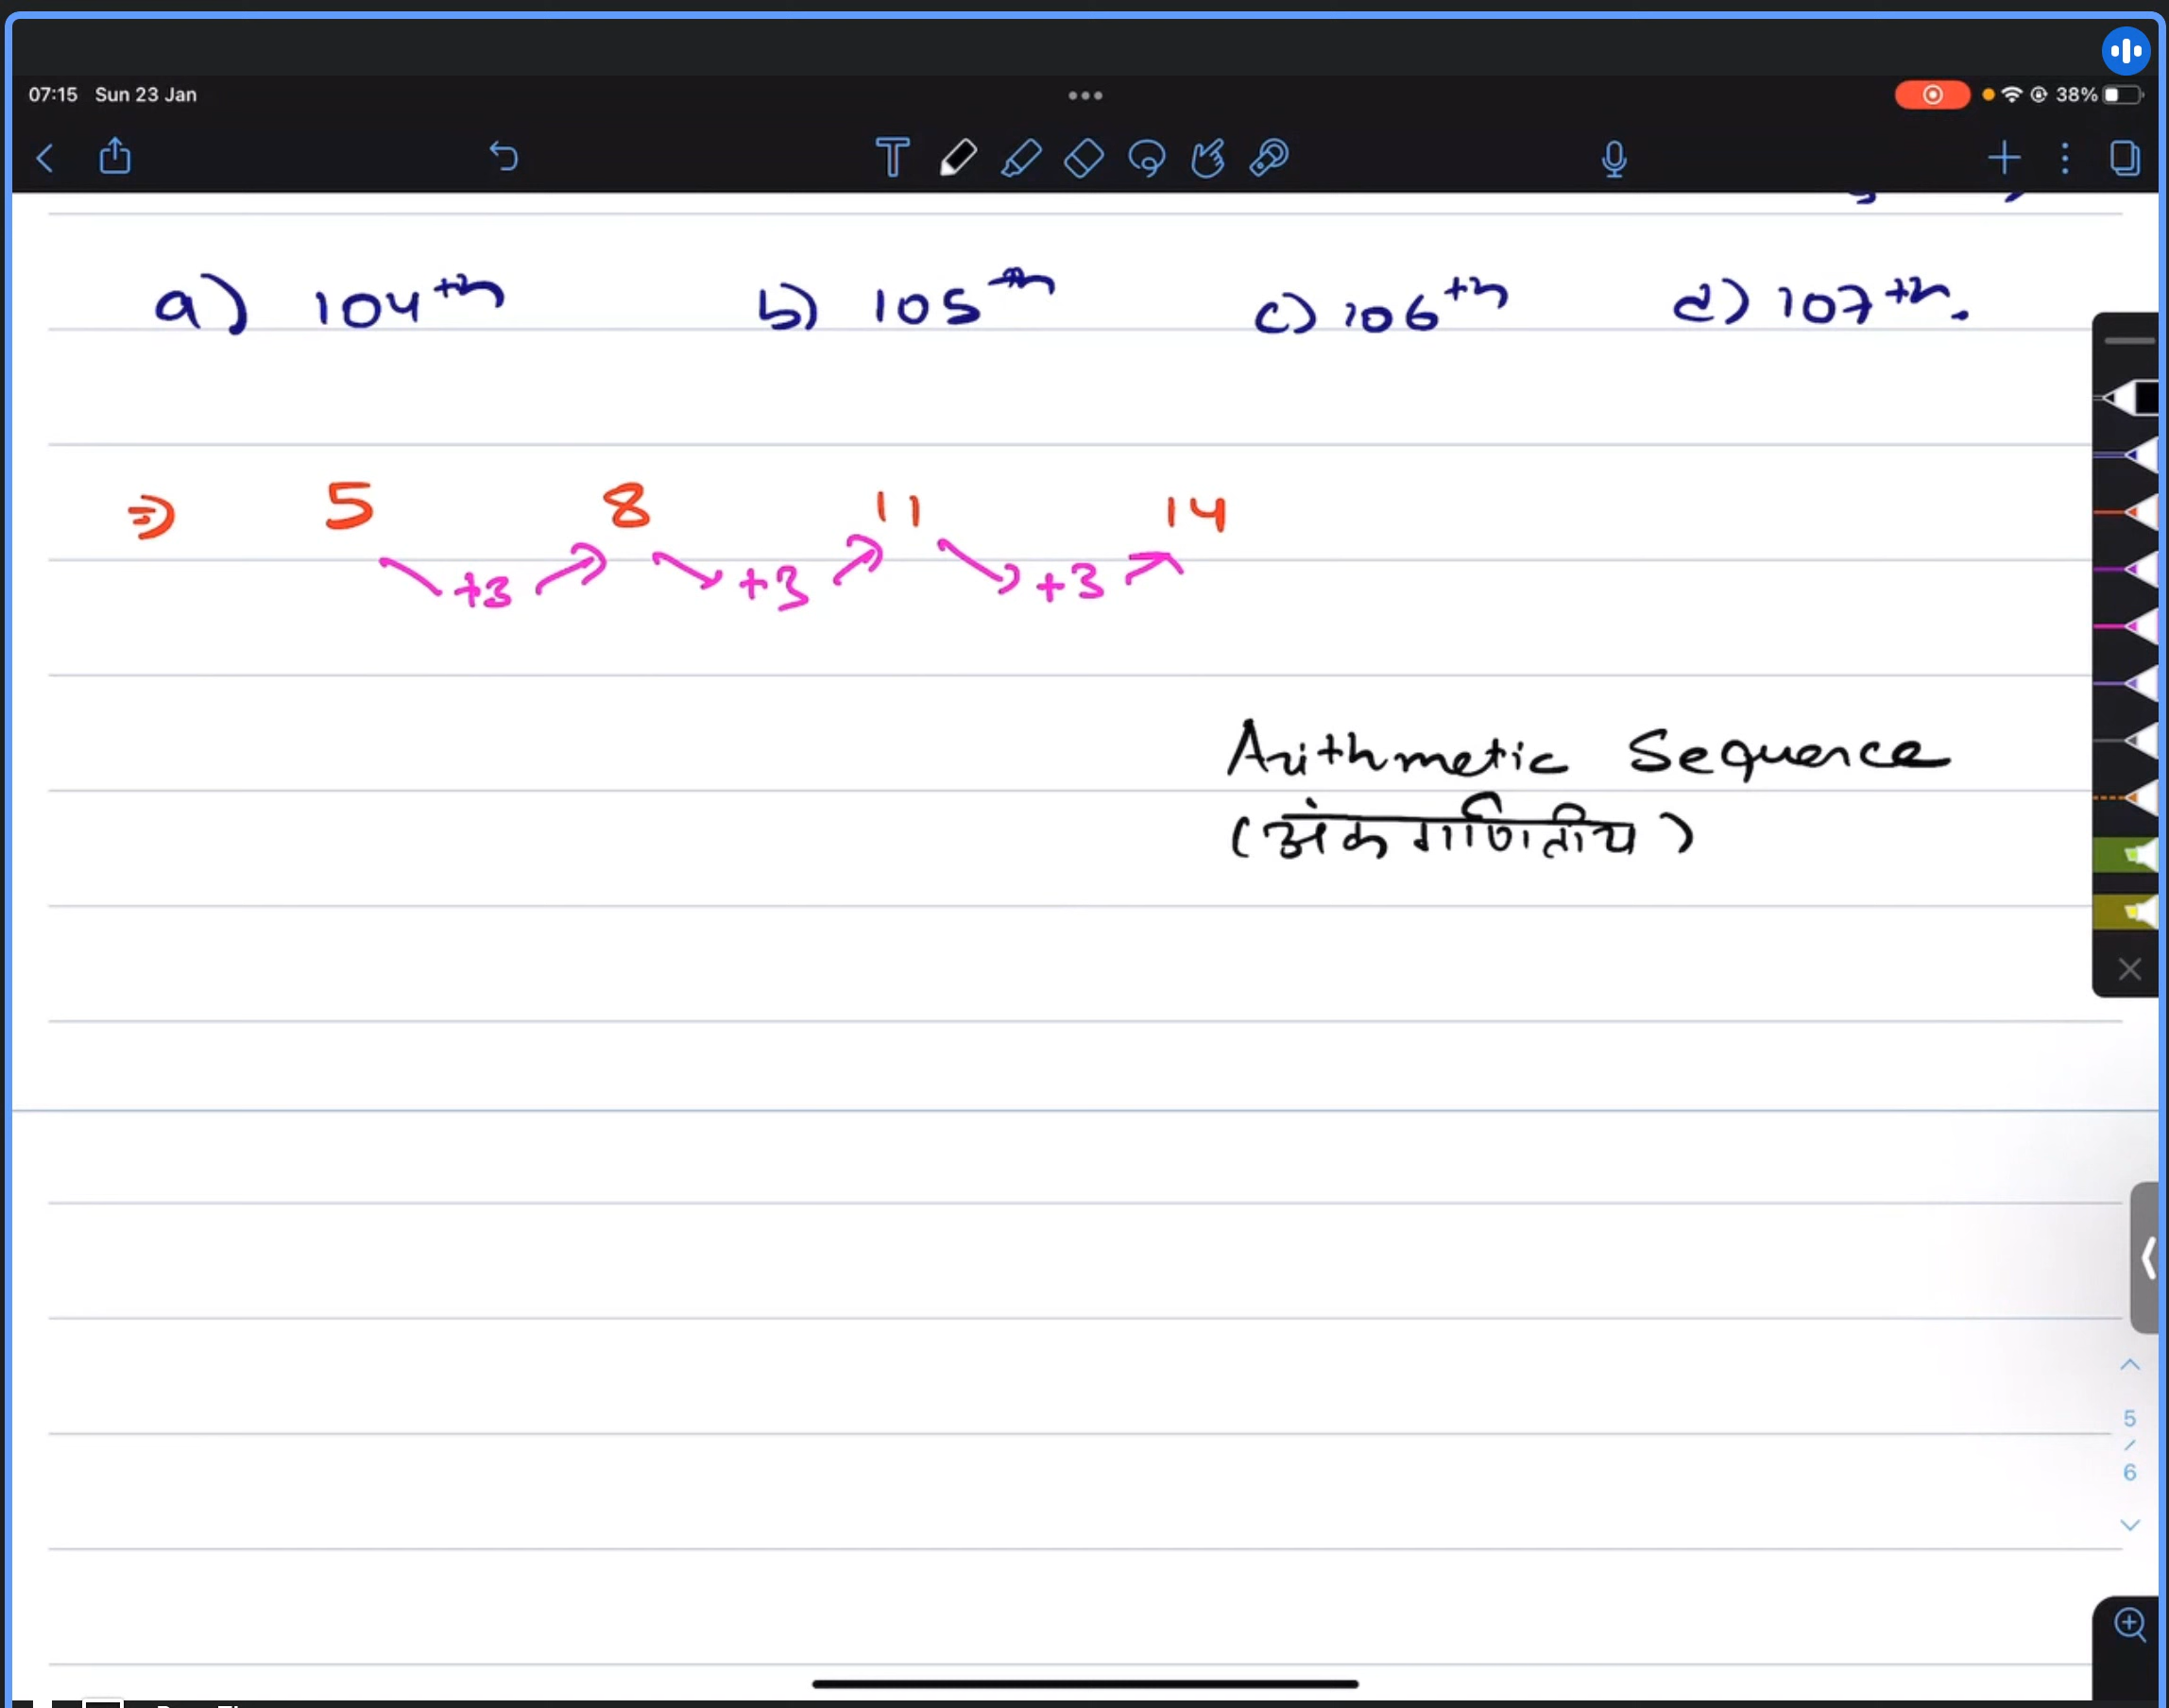 07:15 Sun 23 Jan 38%
a) 104th b) 105th c) 106th d) 107th.
⇒ 5 8 11 14
+3 +3 +3
Arithmetic Sequence
(अंकगणितीय)
5
/
6